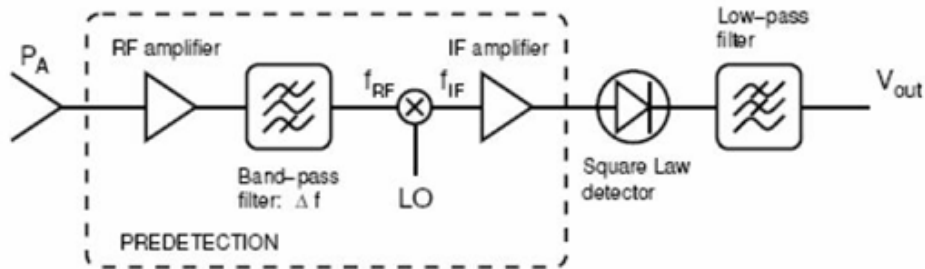 P_A
RF amplifier
Band-pass
filter: Δ f
f_RF
LO
f_IF
IF amplifier
PREDETECTION
Square Law
detector
Low-pass
filter
V_out